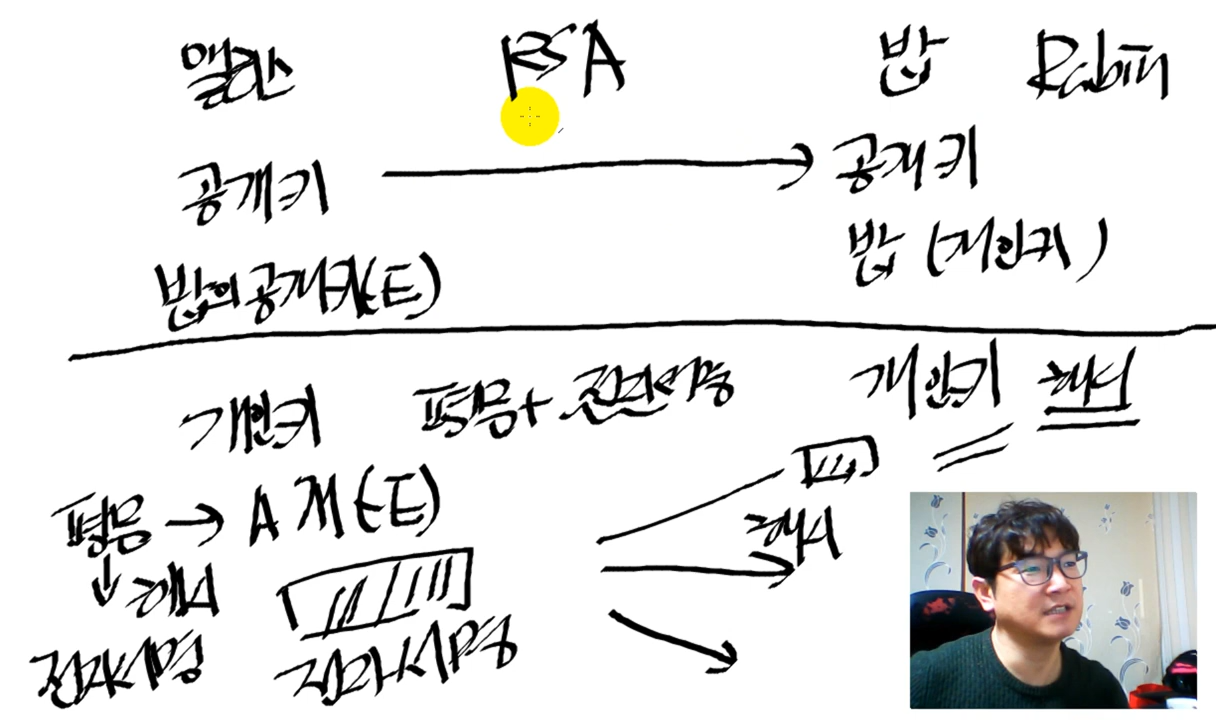 앨리스 RSA 밥 Rabin
공개키 공개키
밥의 공개키(E) 밥 (개인키)
개인키 평문+전자서명 개인키 해시
평문 → A 개(E) 해시
해시
전자서명 전자서명